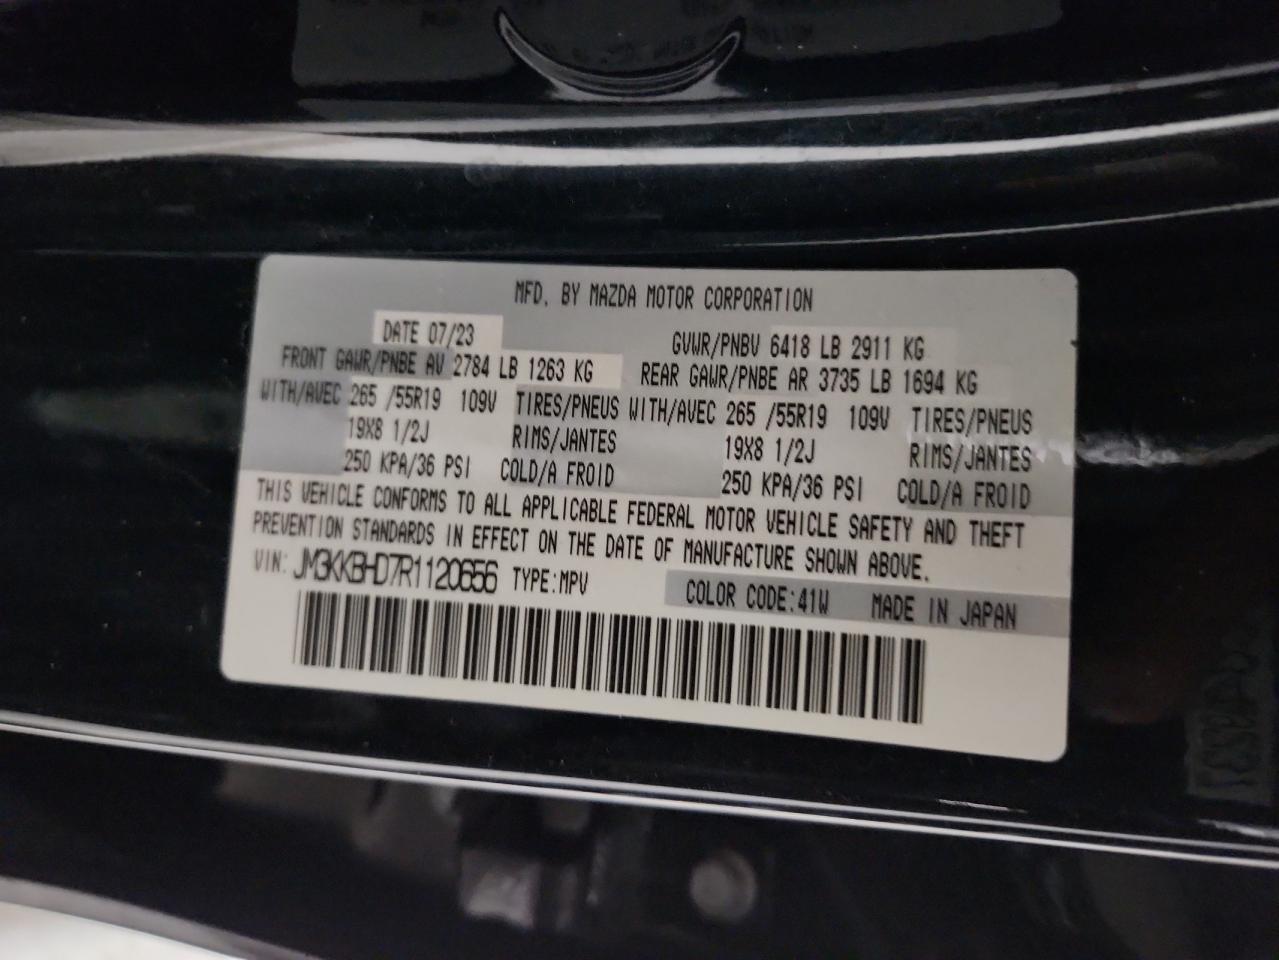 MFD. BY MAZDA MOTOR CORPORATION
DATE 07/23 GVWR/PNBV 6418 LB 2911 KG
FRONT GAWR/PNBE AV 2784 LB 1263 KG REAR GAWR/PNBE AR 3735 LB 1694 KG
WITH/AVEC 265 /55R19 109V TIRES/PNEUS WITH/AVEC 265 /55R19 109V TIRES/PNEUS
19X8 1/2J RIMS/JANTES 19X8 1/2J RIMS/JANTES
250 KPA/36 PSI COLD/A FROID 250 KPA/36 PSI COLD/A FROID
THIS VEHICLE CONFORMS TO ALL APPLICABLE FEDERAL MOTOR VEHICLE SAFETY AND THEFT
PREVENTION STANDARDS IN EFFECT ON THE DATE OF MANUFACTURE SHOWN ABOVE.
VIN: JM3KKBHD7R1120656 TYPE:MPV COLOR CODE:41W MADE IN JAPAN